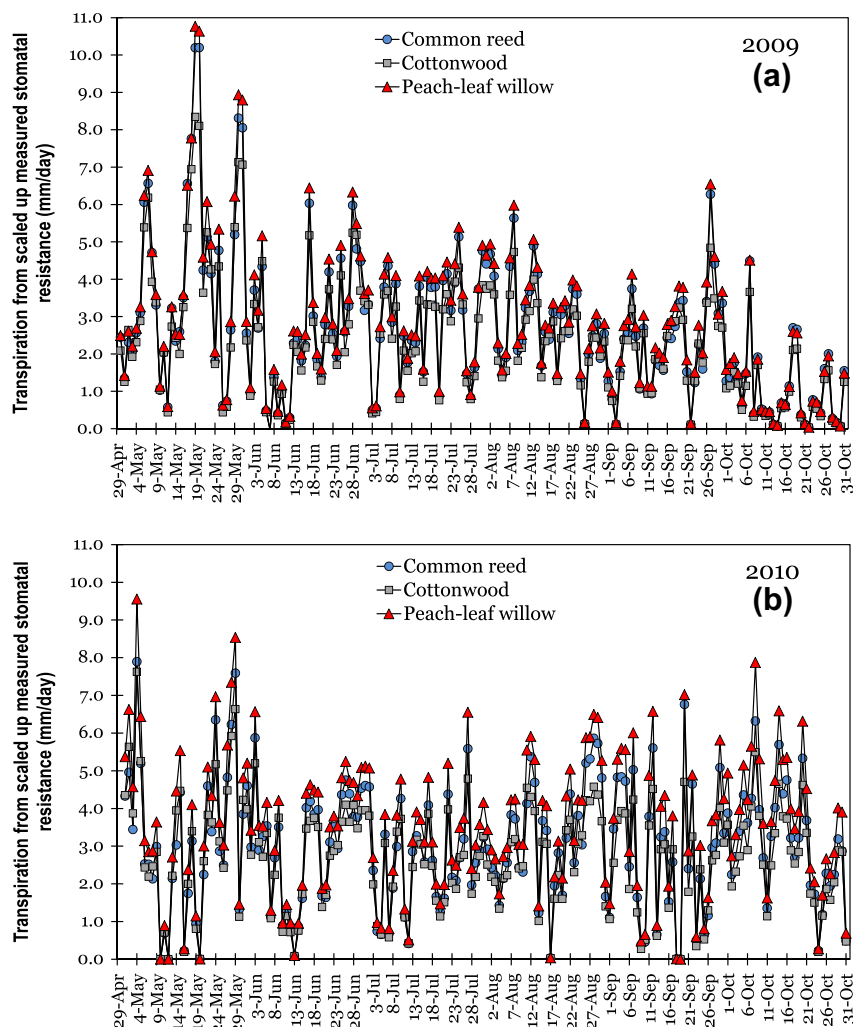 Transpiration from scaled up measured stomatal
resistance (mm/day)
11.0
10.0
9.0
8.0
7.0
6.0
5.0
4.0
3.0
2.0
1.0
0.0
Common reed
Cottonwood
Peach-leaf willow
2009
(a)
29-Apr
4-May
9-May
14-May
19-May
24-May
29-May
3-Jun
8-Jun
13-Jun
18-Jun
23-Jun
28-Jun
3-Jul
8-Jul
13-Jul
18-Jul
23-Jul
28-Jul
2-Aug
7-Aug
12-Aug
17-Aug
22-Aug
27-Aug
1-Sep
6-Sep
11-Sep
16-Sep
21-Sep
26-Sep
1-Oct
6-Oct
11-Oct
16-Oct
21-Oct
26-Oct
31-Oct
Transpiration from scaled up measured stomatal
resistance (mm/day)
11.0
10.0
9.0
8.0
7.0
6.0
5.0
4.0
3.0
2.0
1.0
0.0
Common reed
Cottonwood
Peach-leaf willow
2010
(b)
29-Apr
4-May
9-May
14-May
19-May
24-May
29-May
3-Jun
8-Jun
13-Jun
18-Jun
23-Jun
28-Jun
3-Jul
8-Jul
13-Jul
18-Jul
23-Jul
28-Jul
2-Aug
7-Aug
12-Aug
17-Aug
22-Aug
27-Aug
1-Sep
6-Sep
11-Sep
16-Sep
21-Sep
26-Sep
1-Oct
6-Oct
11-Oct
16-Oct
21-Oct
26-Oct
31-Oct